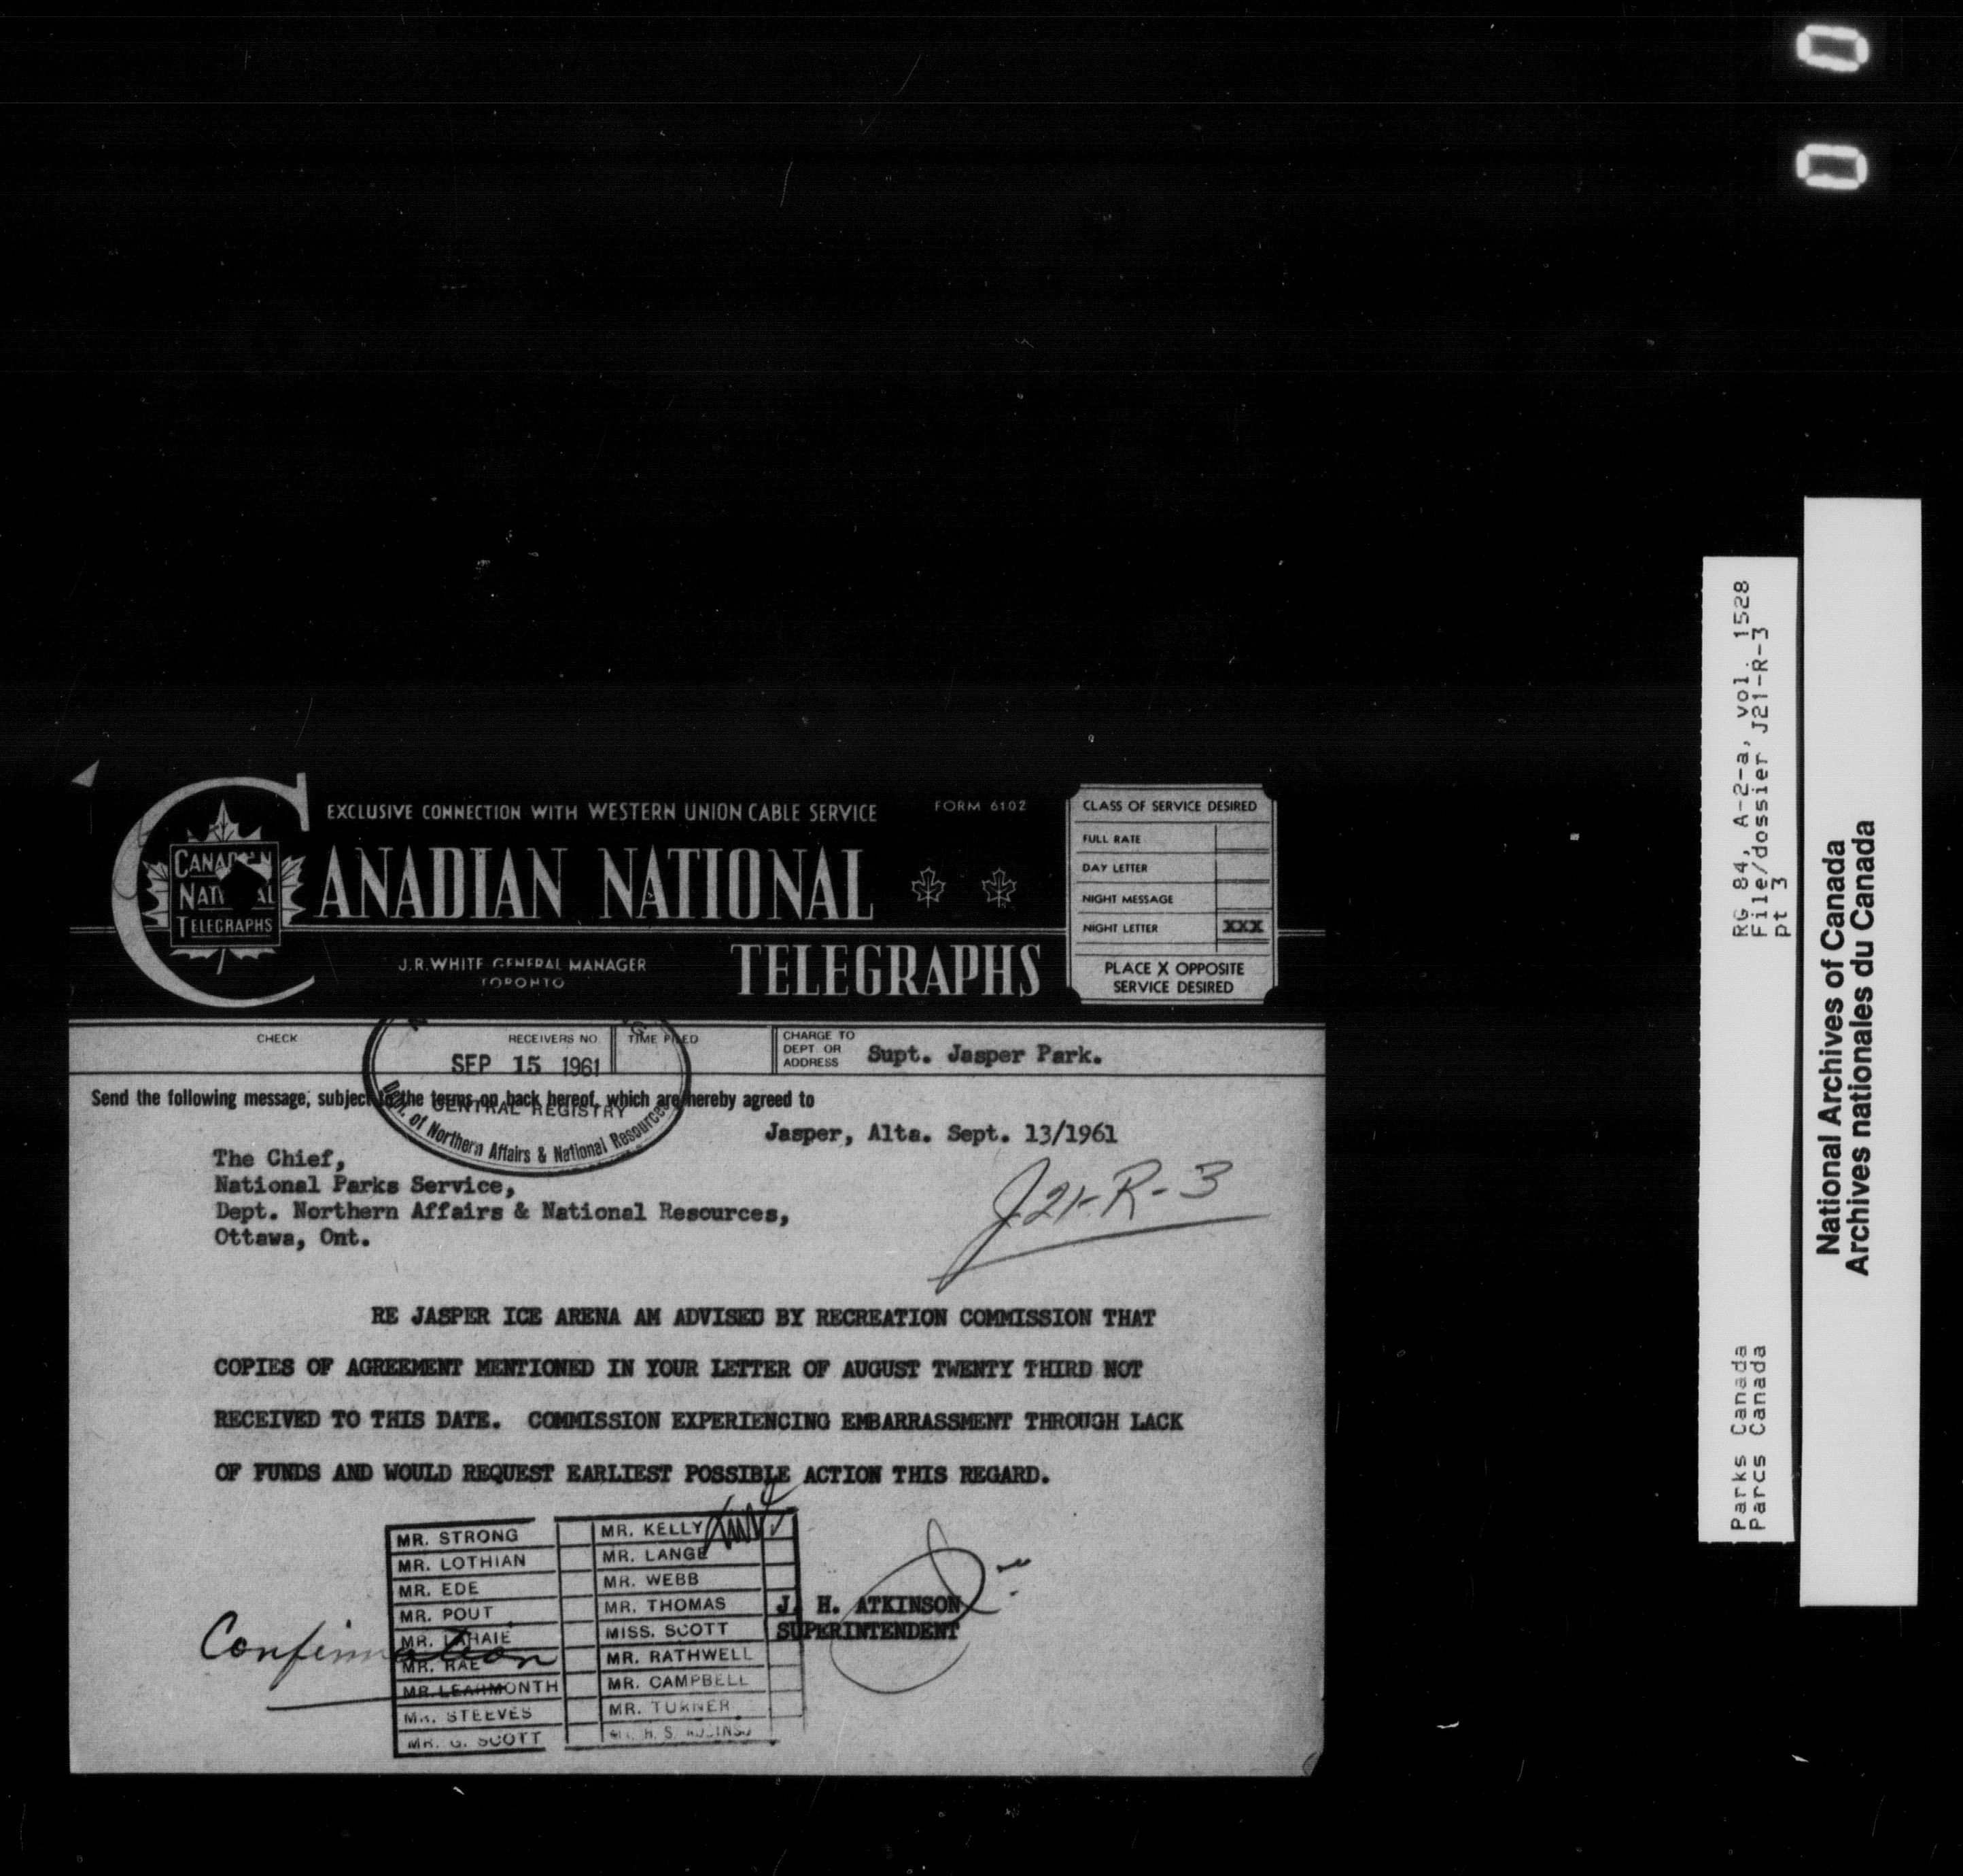 0
0
EXCLUSIVE CONNECTION WITH WESTERN UNION CABLE SERVICE
FORM 6102
CANADIAN NATIONAL
TELEGRAPHS
CANADIAN
NATIONAL
TELEGRAPHS
J.R. WHITE GENERAL MANAGER
TORONTO
CLASS OF SERVICE DESIRED
FULL RATE
DAY LETTER
NIGHT MESSAGE
NIGHT LETTER XXX
PLACE X OPPOSITE
SERVICE DESIRED
CHECK
RECEIVERS NO.
TIME FILED
CHARGE TO
DEPT. OR
ADDRESS
Supt. Jasper Park.
SEP 15 1961
CENTRAL REGISTRY
Dept. of Northern Affairs & National Resources
Send the following message, subject to the terms on back hereof, which are hereby agreed to
Jasper, Alta. Sept. 13/1961
The Chief,
National Parks Service,
Dept. Northern Affairs & National Resources,
Ottawa, Ont.
J21-R-3
RE JASPER ICE ARENA AM ADVISED BY RECREATION COMMISSION THAT
COPIES OF AGREEMENT MENTIONED IN YOUR LETTER OF AUGUST TWENTY THIRD NOT
RECEIVED TO THIS DATE. COMMISSION EXPERIENCING EMBARRASSMENT THROUGH LACK
OF FUNDS AND WOULD REQUEST EARLIEST POSSIBLE ACTION THIS REGARD.
MR. STRONG
MR. LOTHIAN
MR. EDE
MR. POUT
MR. LAHAIE
MR. RAE
MR. LEARMONTH
MR. STEEVES
MR. G. SCOTT
MR. KELLY
MR. LANGE
MR. WEBB
MR. THOMAS
MISS. SCOTT
MR. RATHWELL
MR. CAMPBELL
MR. TURNER
H. S.
Confirmation
J. H. ATKINSON
SUPERINTENDENT
RG 84, A-2-a, vol. 1528
File/dossier J21-R-3
pt 3
Parks Canada
Parcs Canada
National Archives of Canada
Archives nationales du Canada